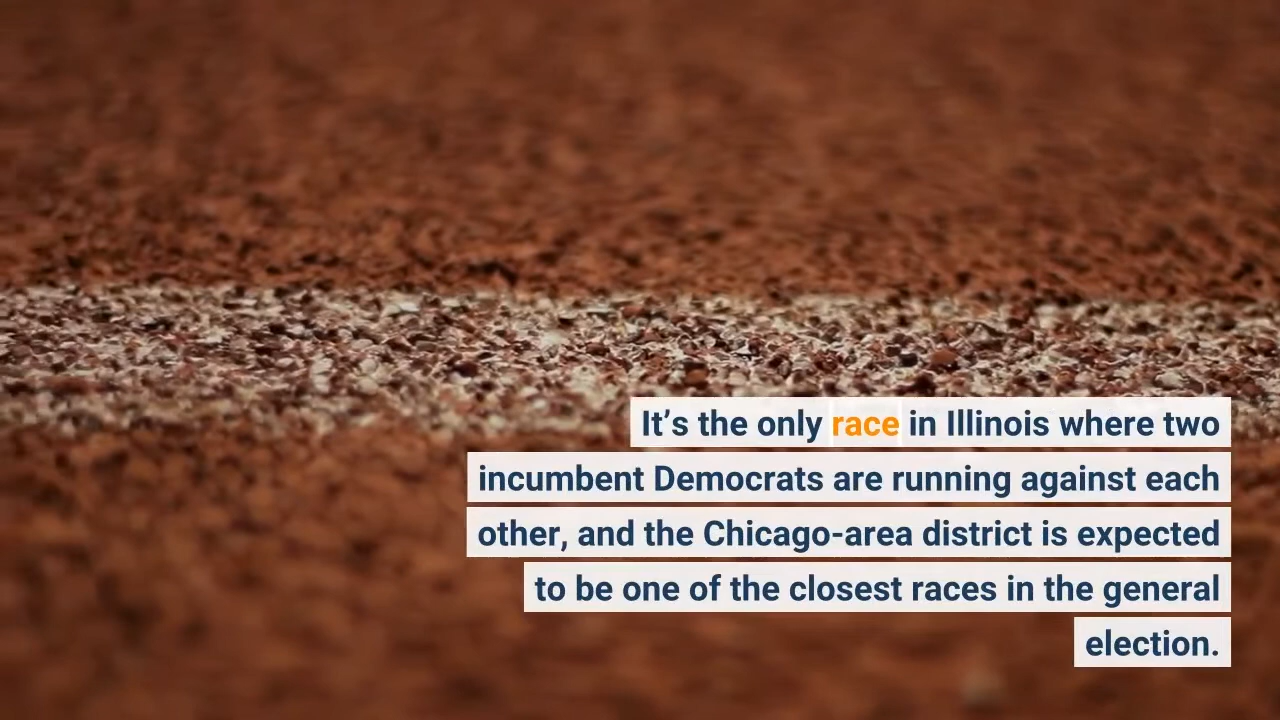 It’s the only race in Illinois where two
incumbent Democrats are running against each
other, and the Chicago-area district is expected
to be one of the closest races in the general
election.